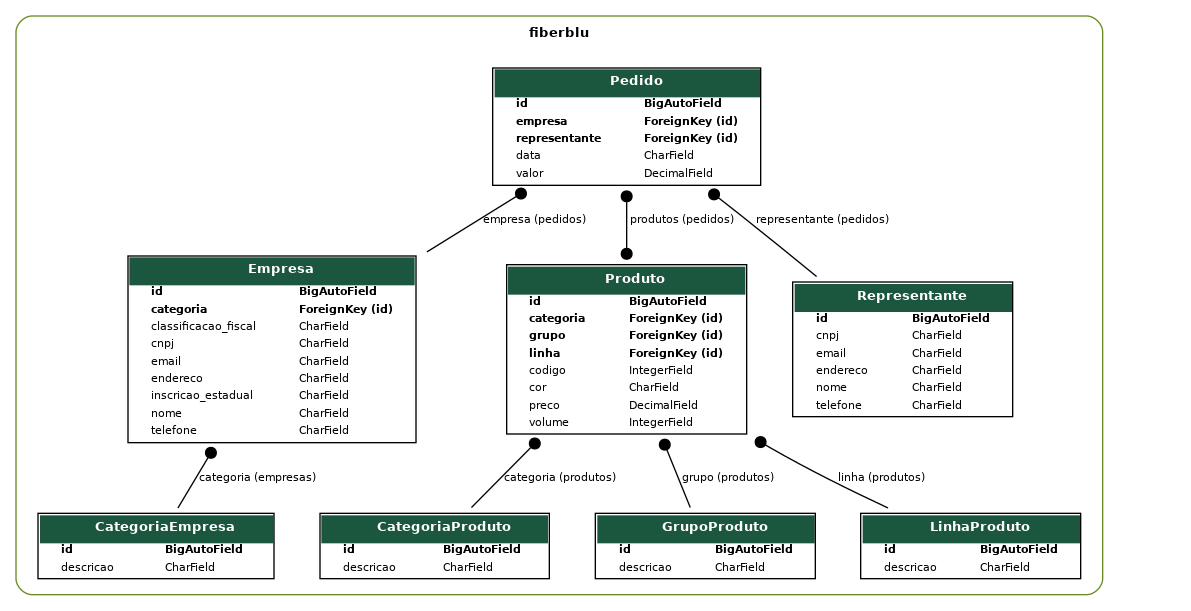 fiberblu
Pedido
id BigAutoField
empresa ForeignKey (id)
representante ForeignKey (id)
data CharField
valor DecimalField
empresa (pedidos)
produtos (pedidos)
representante (pedidos)
Empresa
id BigAutoField
categoria ForeignKey (id)
classificacao_fiscal CharField
cnpj CharField
email CharField
endereco CharField
inscricao_estadual CharField
nome CharField
telefone CharField
Produto
id BigAutoField
categoria ForeignKey (id)
grupo ForeignKey (id)
linha ForeignKey (id)
codigo IntegerField
cor CharField
preco DecimalField
volume IntegerField
Representante
id BigAutoField
cnpj CharField
email CharField
endereco CharField
nome CharField
telefone CharField
categoria (empresas)
categoria (produtos)
grupo (produtos)
linha (produtos)
CategoriaEmpresa
id BigAutoField
descricao CharField
CategoriaProduto
id BigAutoField
descricao CharField
GrupoProduto
id BigAutoField
descricao CharField
LinhaProduto
id BigAutoField
descricao CharField